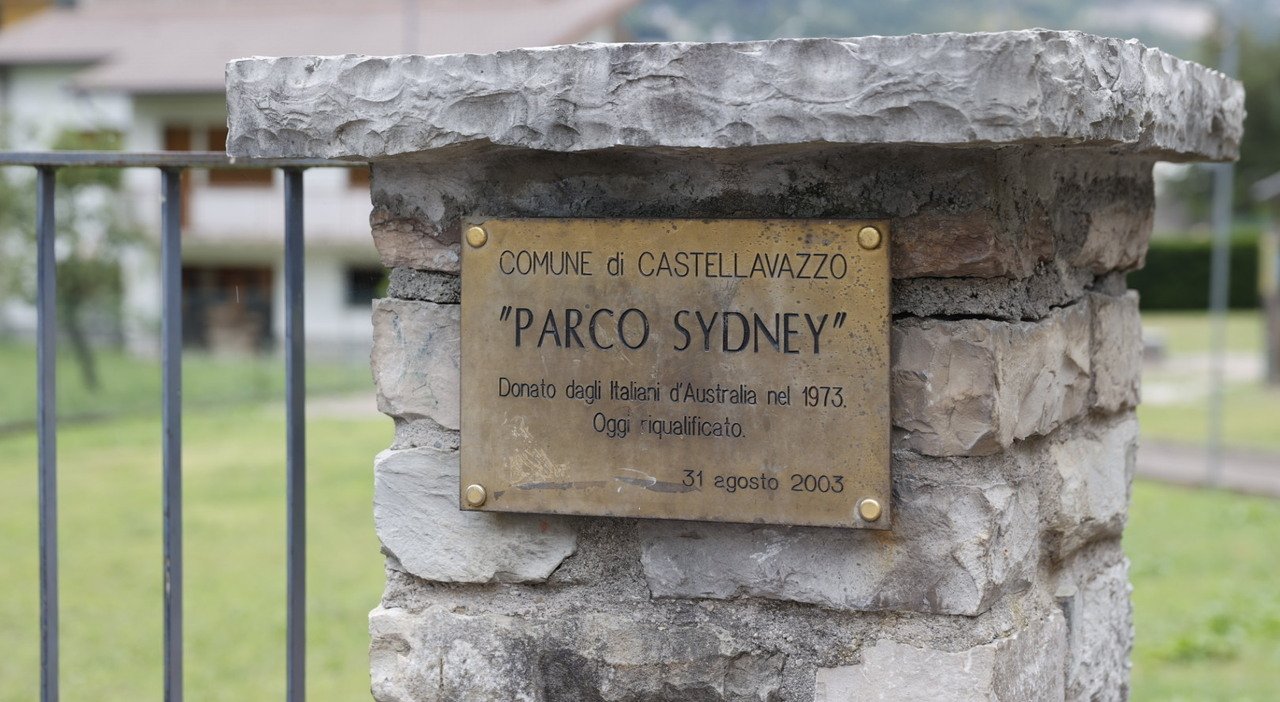 COMUNE di CASTELLAVAZZO
"PARCO SYDNEY"
Donato dagli Italiani d'Australia nel 1973.
Oggi riqualificato.
31 agosto 2003